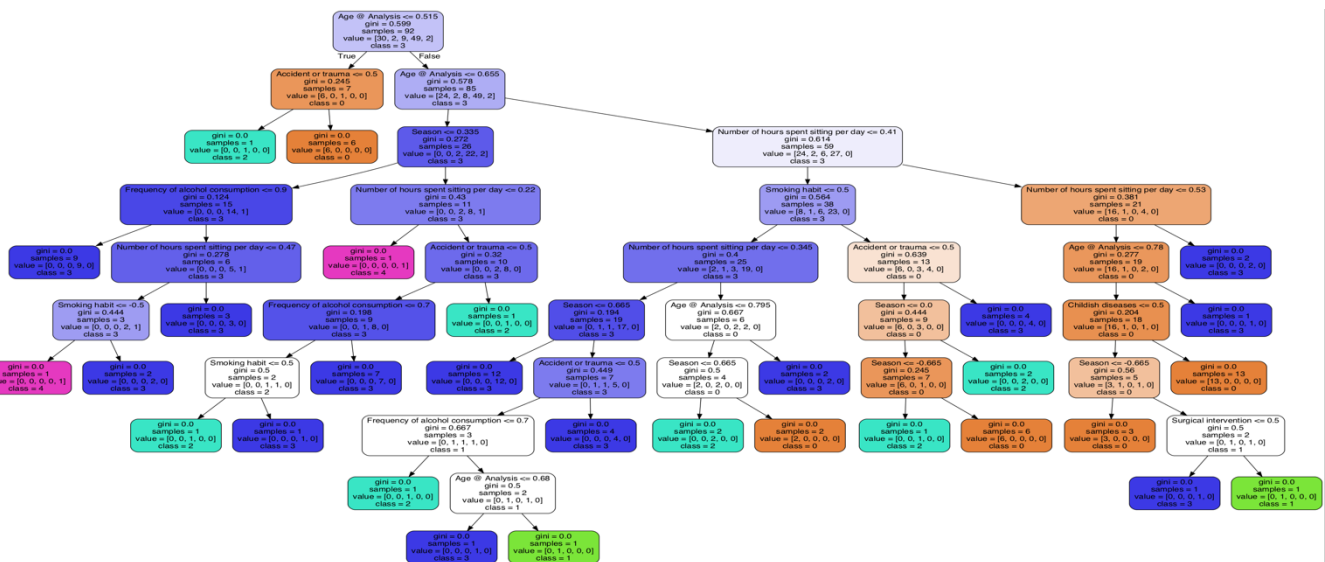 Age @ Analysis <= 0.515
gini = 0.599
samples = 92
value = [30, 2, 9, 49, 2]
class = 3
True
False
Accident or trauma <= 0.5
gini = 0.245
samples = 7
value = [6, 0, 1, 0, 0]
class = 0
Age @ Analysis <= 0.655
gini = 0.578
samples = 85
value = [24, 2, 8, 49, 2]
class = 3
gini = 0.0
samples = 1
value = [0, 0, 1, 0, 0]
class = 2
gini = 0.0
samples = 6
value = [6, 0, 0, 0, 0]
class = 0
Season <= 0.335
gini = 0.272
samples = 26
value = [0, 0, 2, 22, 2]
class = 3
Number of hours spent sitting per day <= 0.41
gini = 0.614
samples = 59
value = [24, 2, 6, 27, 0]
class = 3
Frequency of alcohol consumption <= 0.9
gini = 0.124
samples = 15
value = [0, 0, 0, 14, 1]
class = 3
Number of hours spent sitting per day <= 0.22
gini = 0.43
samples = 11
value = [0, 0, 2, 8, 1]
class = 3
Smoking habit <= 0.5
gini = 0.564
samples = 38
value = [8, 1, 6, 23, 0]
class = 3
Number of hours spent sitting per day <= 0.53
gini = 0.381
samples = 21
value = [16, 1, 0, 4, 0]
class = 0
gini = 0.0
samples = 9
value = [0, 0, 0, 9, 0]
class = 3
Number of hours spent sitting per day <= 0.47
gini = 0.278
samples = 6
value = [0, 0, 0, 5, 1]
class = 3
gini = 0.0
samples = 1
value = [0, 0, 0, 0, 1]
class = 4
Accident or trauma <= 0.5
gini = 0.32
samples = 10
value = [0, 0, 2, 8, 0]
class = 3
Number of hours spent sitting per day <= 0.345
gini = 0.4
samples = 25
value = [2, 1, 3, 19, 0]
class = 3
Accident or trauma <= 0.5
gini = 0.639
samples = 13
value = [6, 0, 3, 4, 0]
class = 0
Age @ Analysis <= 0.78
gini = 0.277
samples = 19
value = [16, 1, 0, 2, 0]
class = 0
gini = 0.0
samples = 2
value = [0, 0, 0, 2, 0]
class = 3
Smoking habit <= -0.5
gini = 0.444
samples = 3
value = [0, 0, 0, 2, 1]
class = 3
gini = 0.0
samples = 3
value = [0, 0, 0, 3, 0]
class = 3
Frequency of alcohol consumption <= 0.7
gini = 0.198
samples = 9
value = [0, 0, 1, 8, 0]
class = 3
gini = 0.0
samples = 1
value = [0, 0, 1, 0, 0]
class = 2
Season <= 0.665
gini = 0.194
samples = 19
value = [0, 1, 1, 17, 0]
class = 3
Age @ Analysis <= 0.795
gini = 0.667
samples = 6
value = [2, 0, 2, 2, 0]
class = 0
Season <= 0.0
gini = 0.444
samples = 9
value = [6, 0, 3, 0, 0]
class = 0
gini = 0.0
samples = 4
value = [0, 0, 0, 4, 0]
class = 3
Childish diseases <= 0.5
gini = 0.204
samples = 18
value = [16, 1, 0, 1, 0]
class = 0
gini = 0.0
samples = 1
value = [0, 0, 0, 1, 0]
class = 3
gini = 0.0
samples = 1
ue = [0, 0, 0, 0, 1]
class = 4
gini = 0.0
samples = 2
value = [0, 0, 0, 2, 0]
class = 3
Smoking habit <= 0.5
gini = 0.5
samples = 2
value = [0, 0, 1, 1, 0]
class = 2
gini = 0.0
samples = 7
value = [0, 0, 0, 7, 0]
class = 3
gini = 0.0
samples = 12
value = [0, 0, 0, 12, 0]
class = 3
Accident or trauma <= 0.5
gini = 0.449
samples = 7
value = [0, 1, 1, 5, 0]
class = 3
Season <= 0.665
gini = 0.5
samples = 4
value = [2, 0, 2, 0, 0]
class = 0
gini = 0.0
samples = 2
value = [0, 0, 0, 2, 0]
class = 3
Season <= -0.665
gini = 0.245
samples = 7
value = [6, 0, 1, 0, 0]
class = 0
gini = 0.0
samples = 2
value = [0, 0, 2, 0, 0]
class = 2
Season <= -0.665
gini = 0.56
samples = 5
value = [3, 1, 0, 1, 0]
class = 0
gini = 0.0
samples = 13
value = [13, 0, 0, 0, 0]
class = 0
gini = 0.0
samples = 1
value = [0, 0, 1, 0, 0]
class = 2
gini = 0.0
samples = 1
value = [0, 0, 0, 1, 0]
class = 3
Frequency of alcohol consumption <= 0.7
gini = 0.667
samples = 3
value = [0, 1, 1, 1, 0]
class = 1
gini = 0.0
samples = 4
value = [0, 0, 0, 4, 0]
class = 3
gini = 0.0
samples = 2
value = [0, 0, 2, 0, 0]
class = 2
gini = 0.0
samples = 2
value = [2, 0, 0, 0, 0]
class = 0
gini = 0.0
samples = 1
value = [0, 0, 1, 0, 0]
class = 2
gini = 0.0
samples = 6
value = [6, 0, 0, 0, 0]
class = 0
gini = 0.0
samples = 3
value = [3, 0, 0, 0, 0]
class = 0
Surgical intervention <= 0.5
gini = 0.5
samples = 2
value = [0, 1, 0, 1, 0]
class = 1
gini = 0.0
samples = 1
value = [0, 0, 1, 0, 0]
class = 2
Age @ Analysis <= 0.68
gini = 0.5
samples = 2
value = [0, 1, 0, 1, 0]
class = 1
gini = 0.0
samples = 1
value = [0, 0, 0, 1, 0]
class = 3
gini = 0.0
samples = 1
value = [0, 1, 0, 0, 0]
class = 1
gini = 0.0
samples = 1
value = [0, 0, 0, 1, 0]
class = 3
gini = 0.0
samples = 1
value = [0, 1, 0, 0, 0]
class = 1